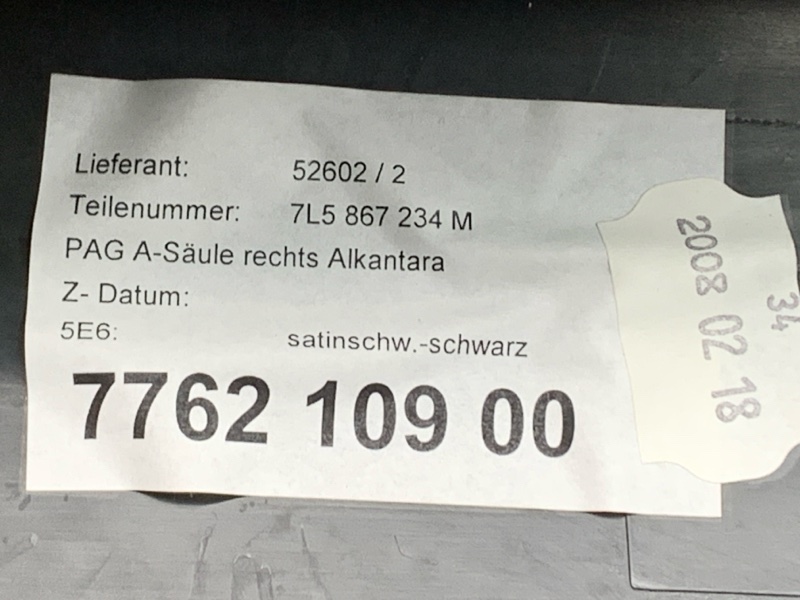 Lieferant: 52602 / 2
Teilenummer: 7L5 867 234 M
PAG A-Säule rechts Alkantara
Z- Datum:
5E6: satinschw.-schwarz
7762 109 00
34
2008 02 18